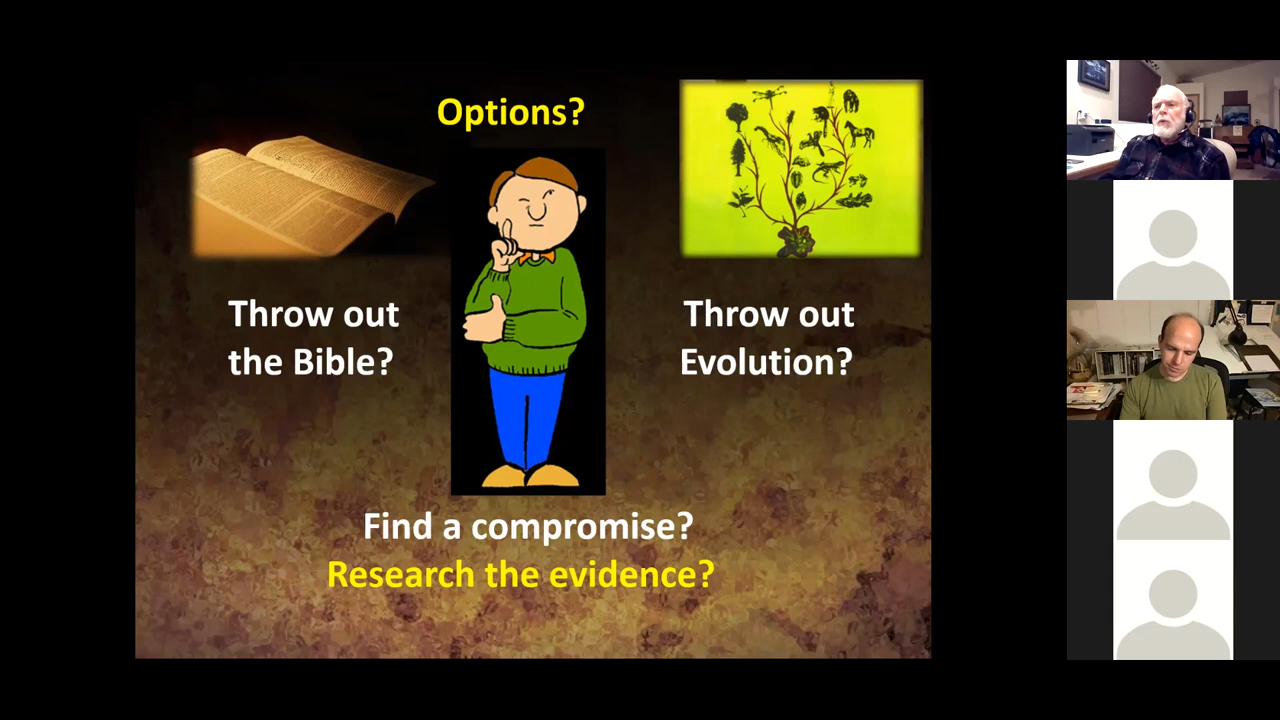 Options?
Throw out
the Bible?
Throw out
Evolution?
Find a compromise?
Research the evidence?